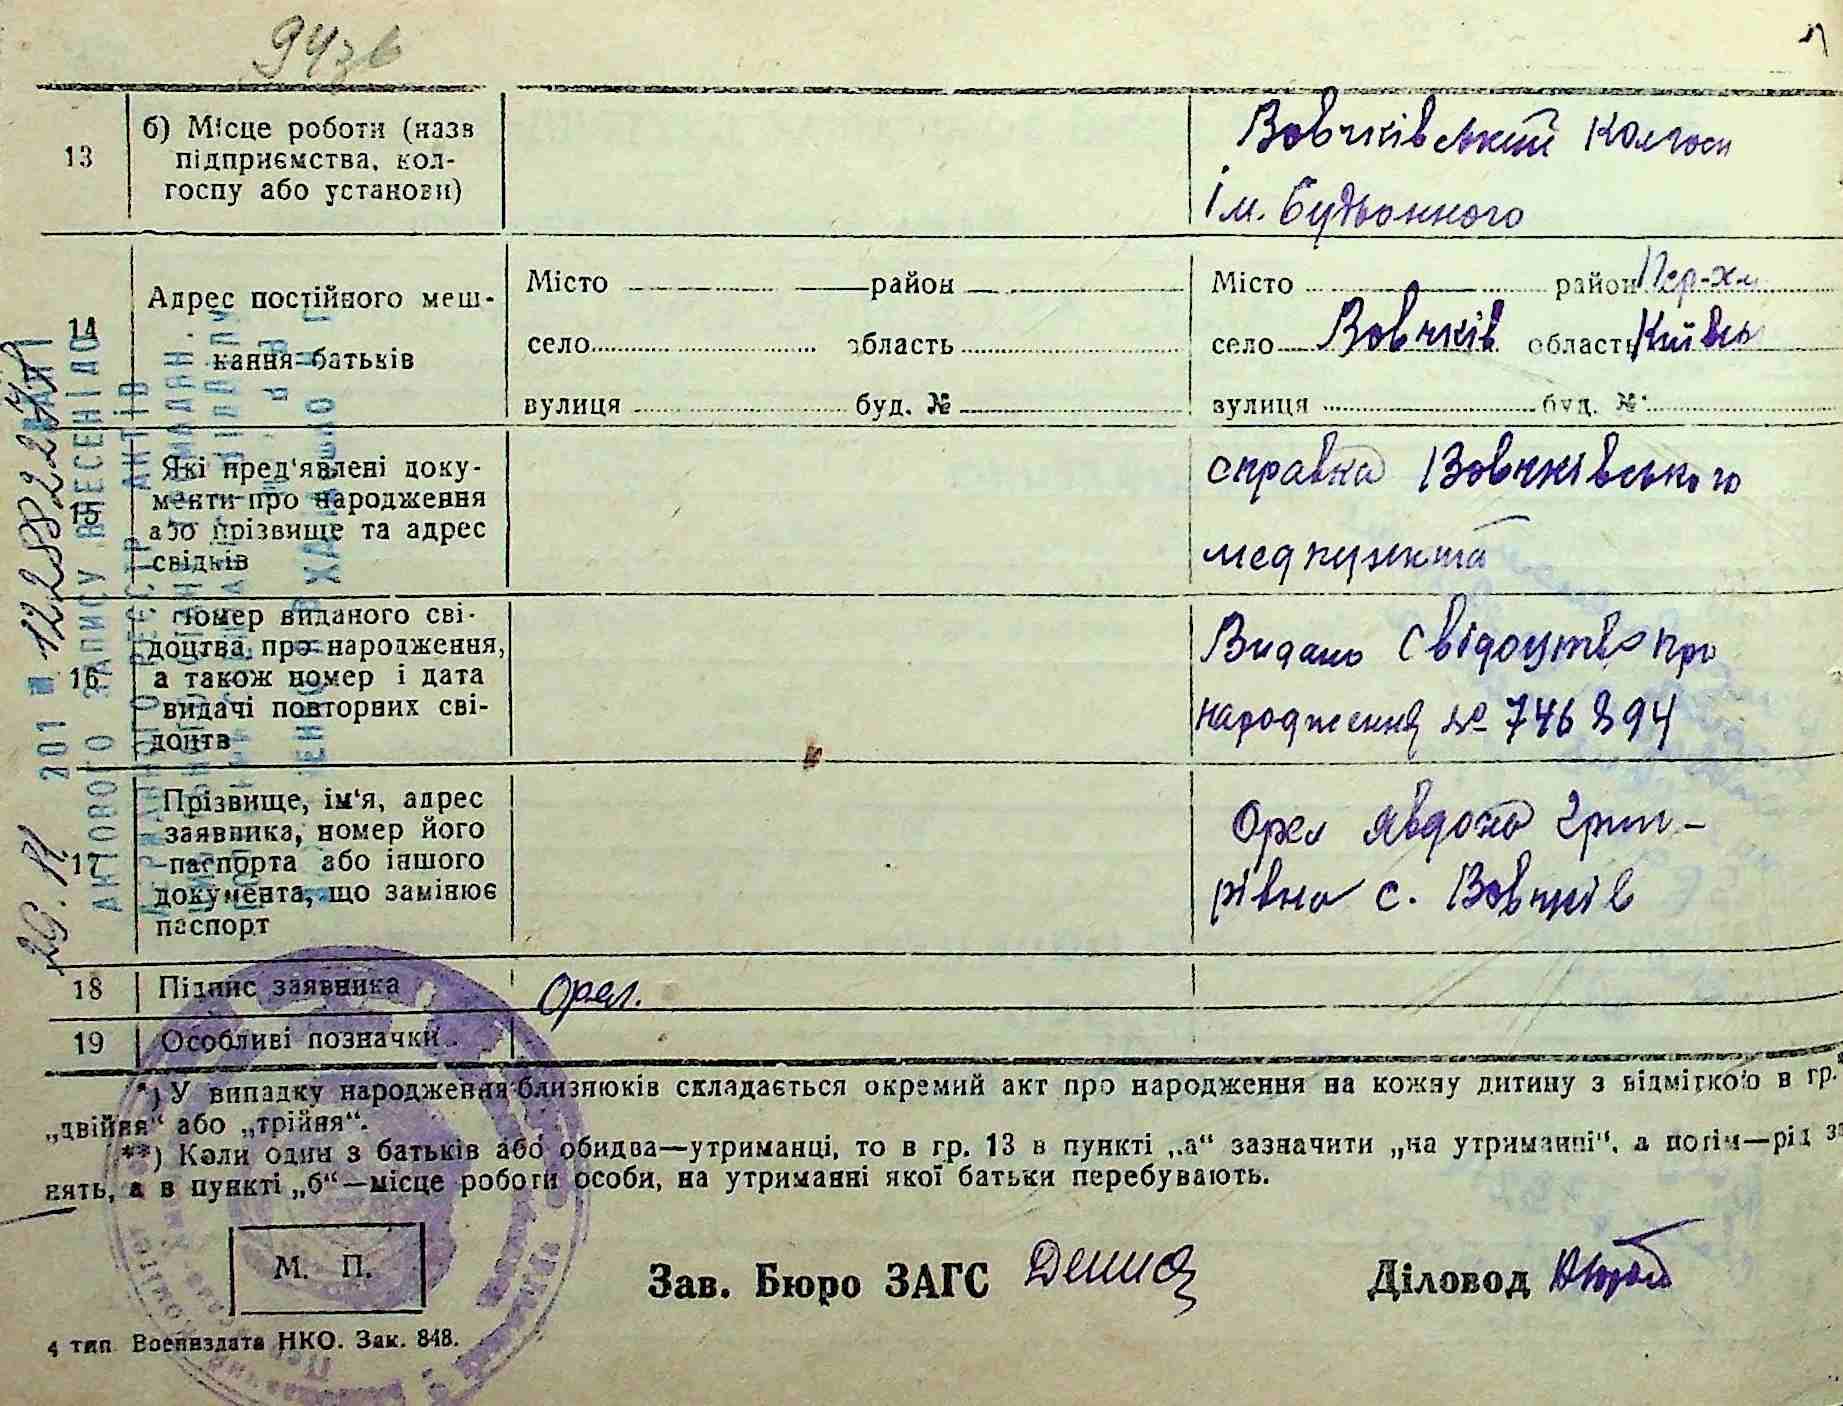 94зв
13
б) Місце роботи (назв
підприємства, кол-
госпу або установи)
Вовчківський колгосп
ім. Будьонного
14
Адрес постійного меш-
кання батьків
Місто район
село область
вулиця буд. №
Місто район Пер-Хм
село Вовчків область Київсь
вулиця буд. №
15
Які пред'явлені доку-
менти про народження
або прізвище та адрес
свідків
справка Вовчківського
медпункта
16
Номер виданого сві-
доцтва про народження,
а також номер і дата
видачі повторних сві-
доцтв
Видано свідоцтво про
народження № 746894
17
Прізвище, ім'я, адрес
заявника, номер його
паспорта або іншого
документа, що замінює
паспорт
Орел Явдоха
с. Вовчків
18 Підпис заявника Орел.
19 Особливі позначки
*) У випадку народження близнюків складається окремий акт про народження на кожну дитину з відміткою в гр.
„двійня“ або „трійня“.
**) Коли один з батьків або обидва—утриманці, то в гр. 13 в пункті „а“ зазначити „на утриманні“, а потім—рід за
нять, а в пункті „б“—місце роботи особи, на утриманні якої батьки перебувають.
М. П.
Зав. Бюро ЗАГС
Діловод
4 тип. Воениздата НКО. Зак. 848.
АКТОВОГО ЗАПИСУ ВНЕСЕНІ ДО